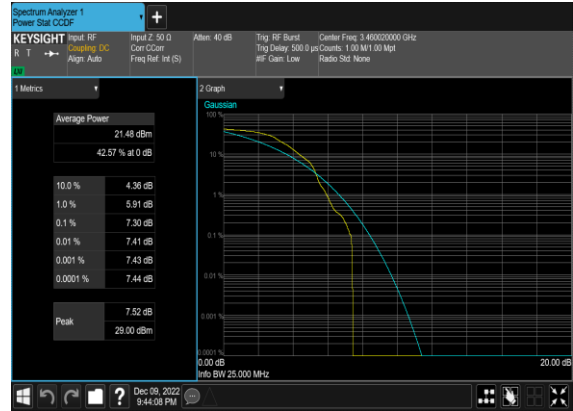 Spectrum Analyzer 1
Power Stat CCDF
KEYSIGHT
R T
LM
Input: RF
Coupling: DC
Align: Auto
Input Z: 50 Ω
Corr CCorr
Freq Ref: Int (S)
Atten: 40 dB
Trig: RF Burst
Trig Delay: 500.0 µs
#IF Gain: Low
Center Freq: 3.460020000 GHz
Counts: 1.00 M/1.00 Mpt
Radio Std: None
1 Metrics
Average Power
21.48 dBm
42.57 % at 0 dB
10.0 % 4.36 dB
1.0 % 5.91 dB
0.1 % 7.30 dB
0.01 % 7.41 dB
0.001 % 7.43 dB
0.0001 % 7.44 dB
Peak
7.52 dB
29.00 dBm
2 Graph
Gaussian
100 %
10 %
1 %
0.1 %
0.01 %
0.001 %
0.0001 %
0.00 dB 20.00 dB
Info BW 25.000 MHz
?
Dec 09, 2022
9:44:08 PM